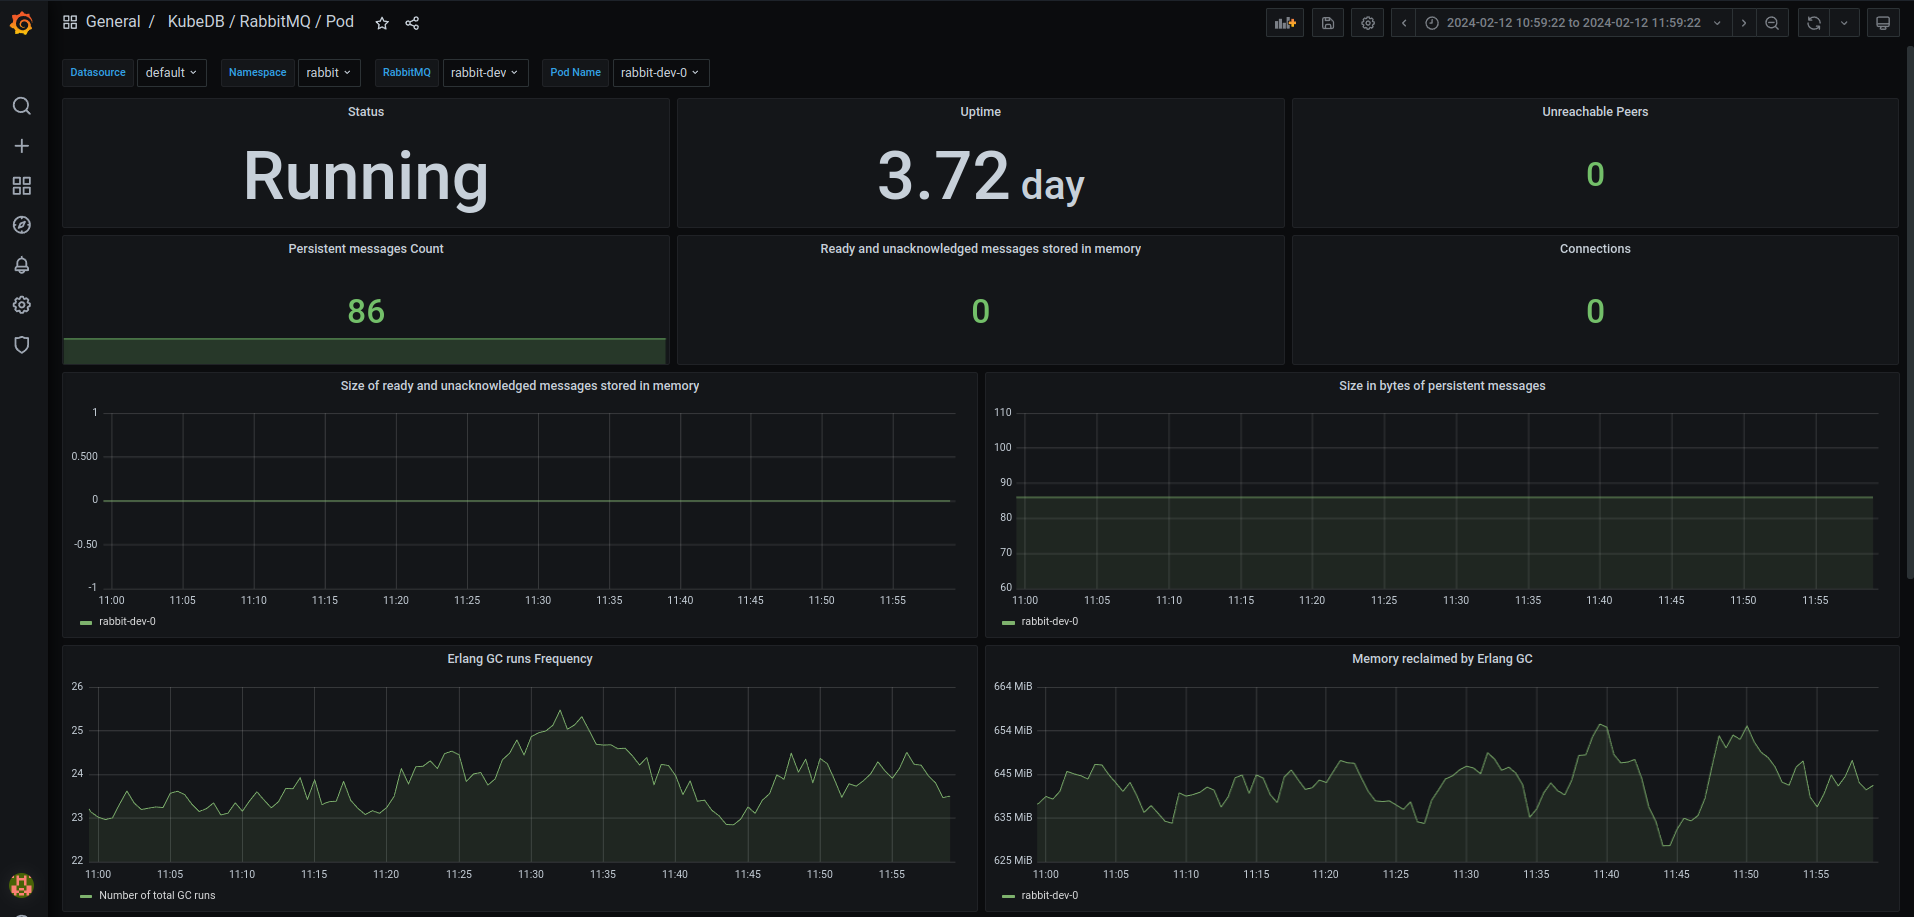 General / KubeDB / RabbitMQ / Pod
2024-02-12 10:59:22 to 2024-02-12 11:59:22
Datasource default Namespace rabbit RabbitMQ rabbit-dev Pod Name rabbit-dev-0
Status
Running
Uptime
3.72 day
Unreachable Peers
0
Persistent messages Count
86
Ready and unacknowledged messages stored in memory
0
Connections
0
Size of ready and unacknowledged messages stored in memory
1
0.500
0
-0.50
-1
11:00 11:05 11:10 11:15 11:20 11:25 11:30 11:35 11:40 11:45 11:50 11:55
rabbit-dev-0
Size in bytes of persistent messages
110
100
90
80
70
60
11:00 11:05 11:10 11:15 11:20 11:25 11:30 11:35 11:40 11:45 11:50 11:55
rabbit-dev-0
Erlang GC runs Frequency
26
25
24
23
22
11:00 11:05 11:10 11:15 11:20 11:25 11:30 11:35 11:40 11:45 11:50 11:55
Number of total GC runs
Memory reclaimed by Erlang GC
664 MiB
654 MiB
645 MiB
635 MiB
625 MiB
11:00 11:05 11:10 11:15 11:20 11:25 11:30 11:35 11:40 11:45 11:50 11:55
rabbit-dev-0